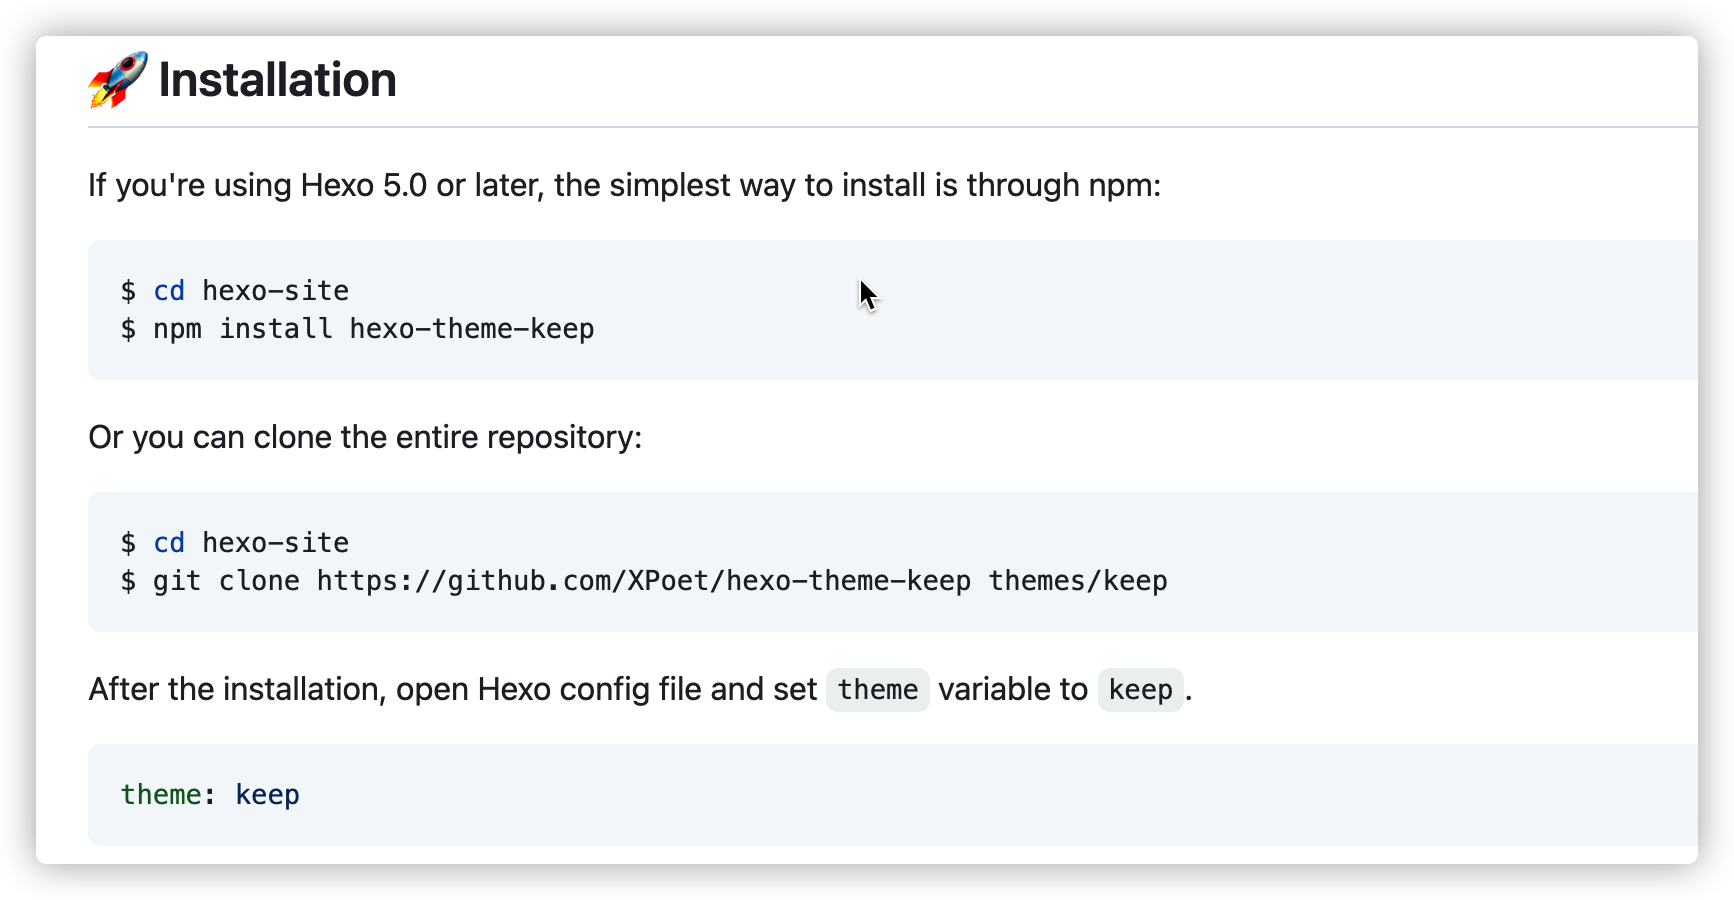 🚀 Installation
If you're using Hexo 5.0 or later, the simplest way to install is through npm:
$ cd hexo-site
$ npm install hexo-theme-keep
Or you can clone the entire repository:
$ cd hexo-site
$ git clone https://github.com/XPoet/hexo-theme-keep themes/keep
After the installation, open Hexo config file and set theme variable to keep.
theme: keep